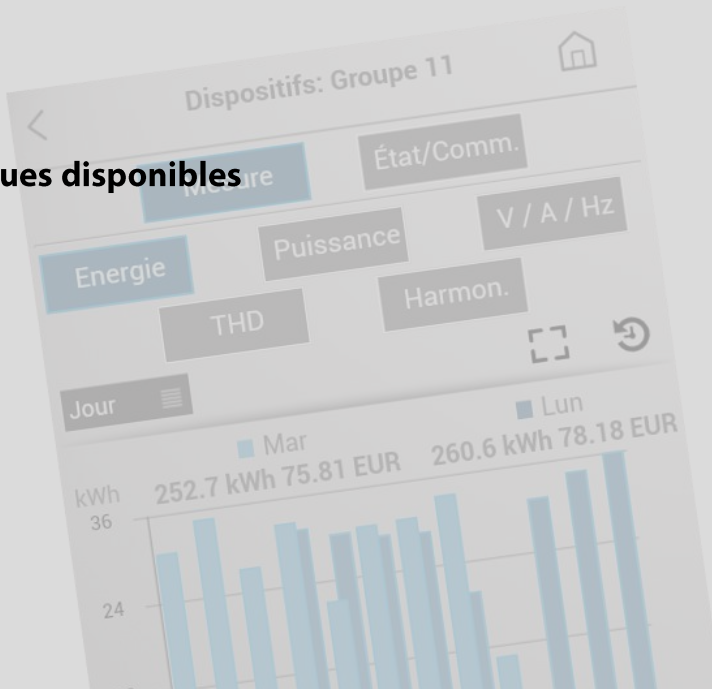 Dispositifs: Groupe 11
État/Comm.
ues disponibles
Mesure
V / A / Hz
Puissance
Energie
Harmon.
THD
Jour
Mar
Lun
252.7 kWh 75.81 EUR
260.6 kWh 78.18 EUR
kWh
36
24